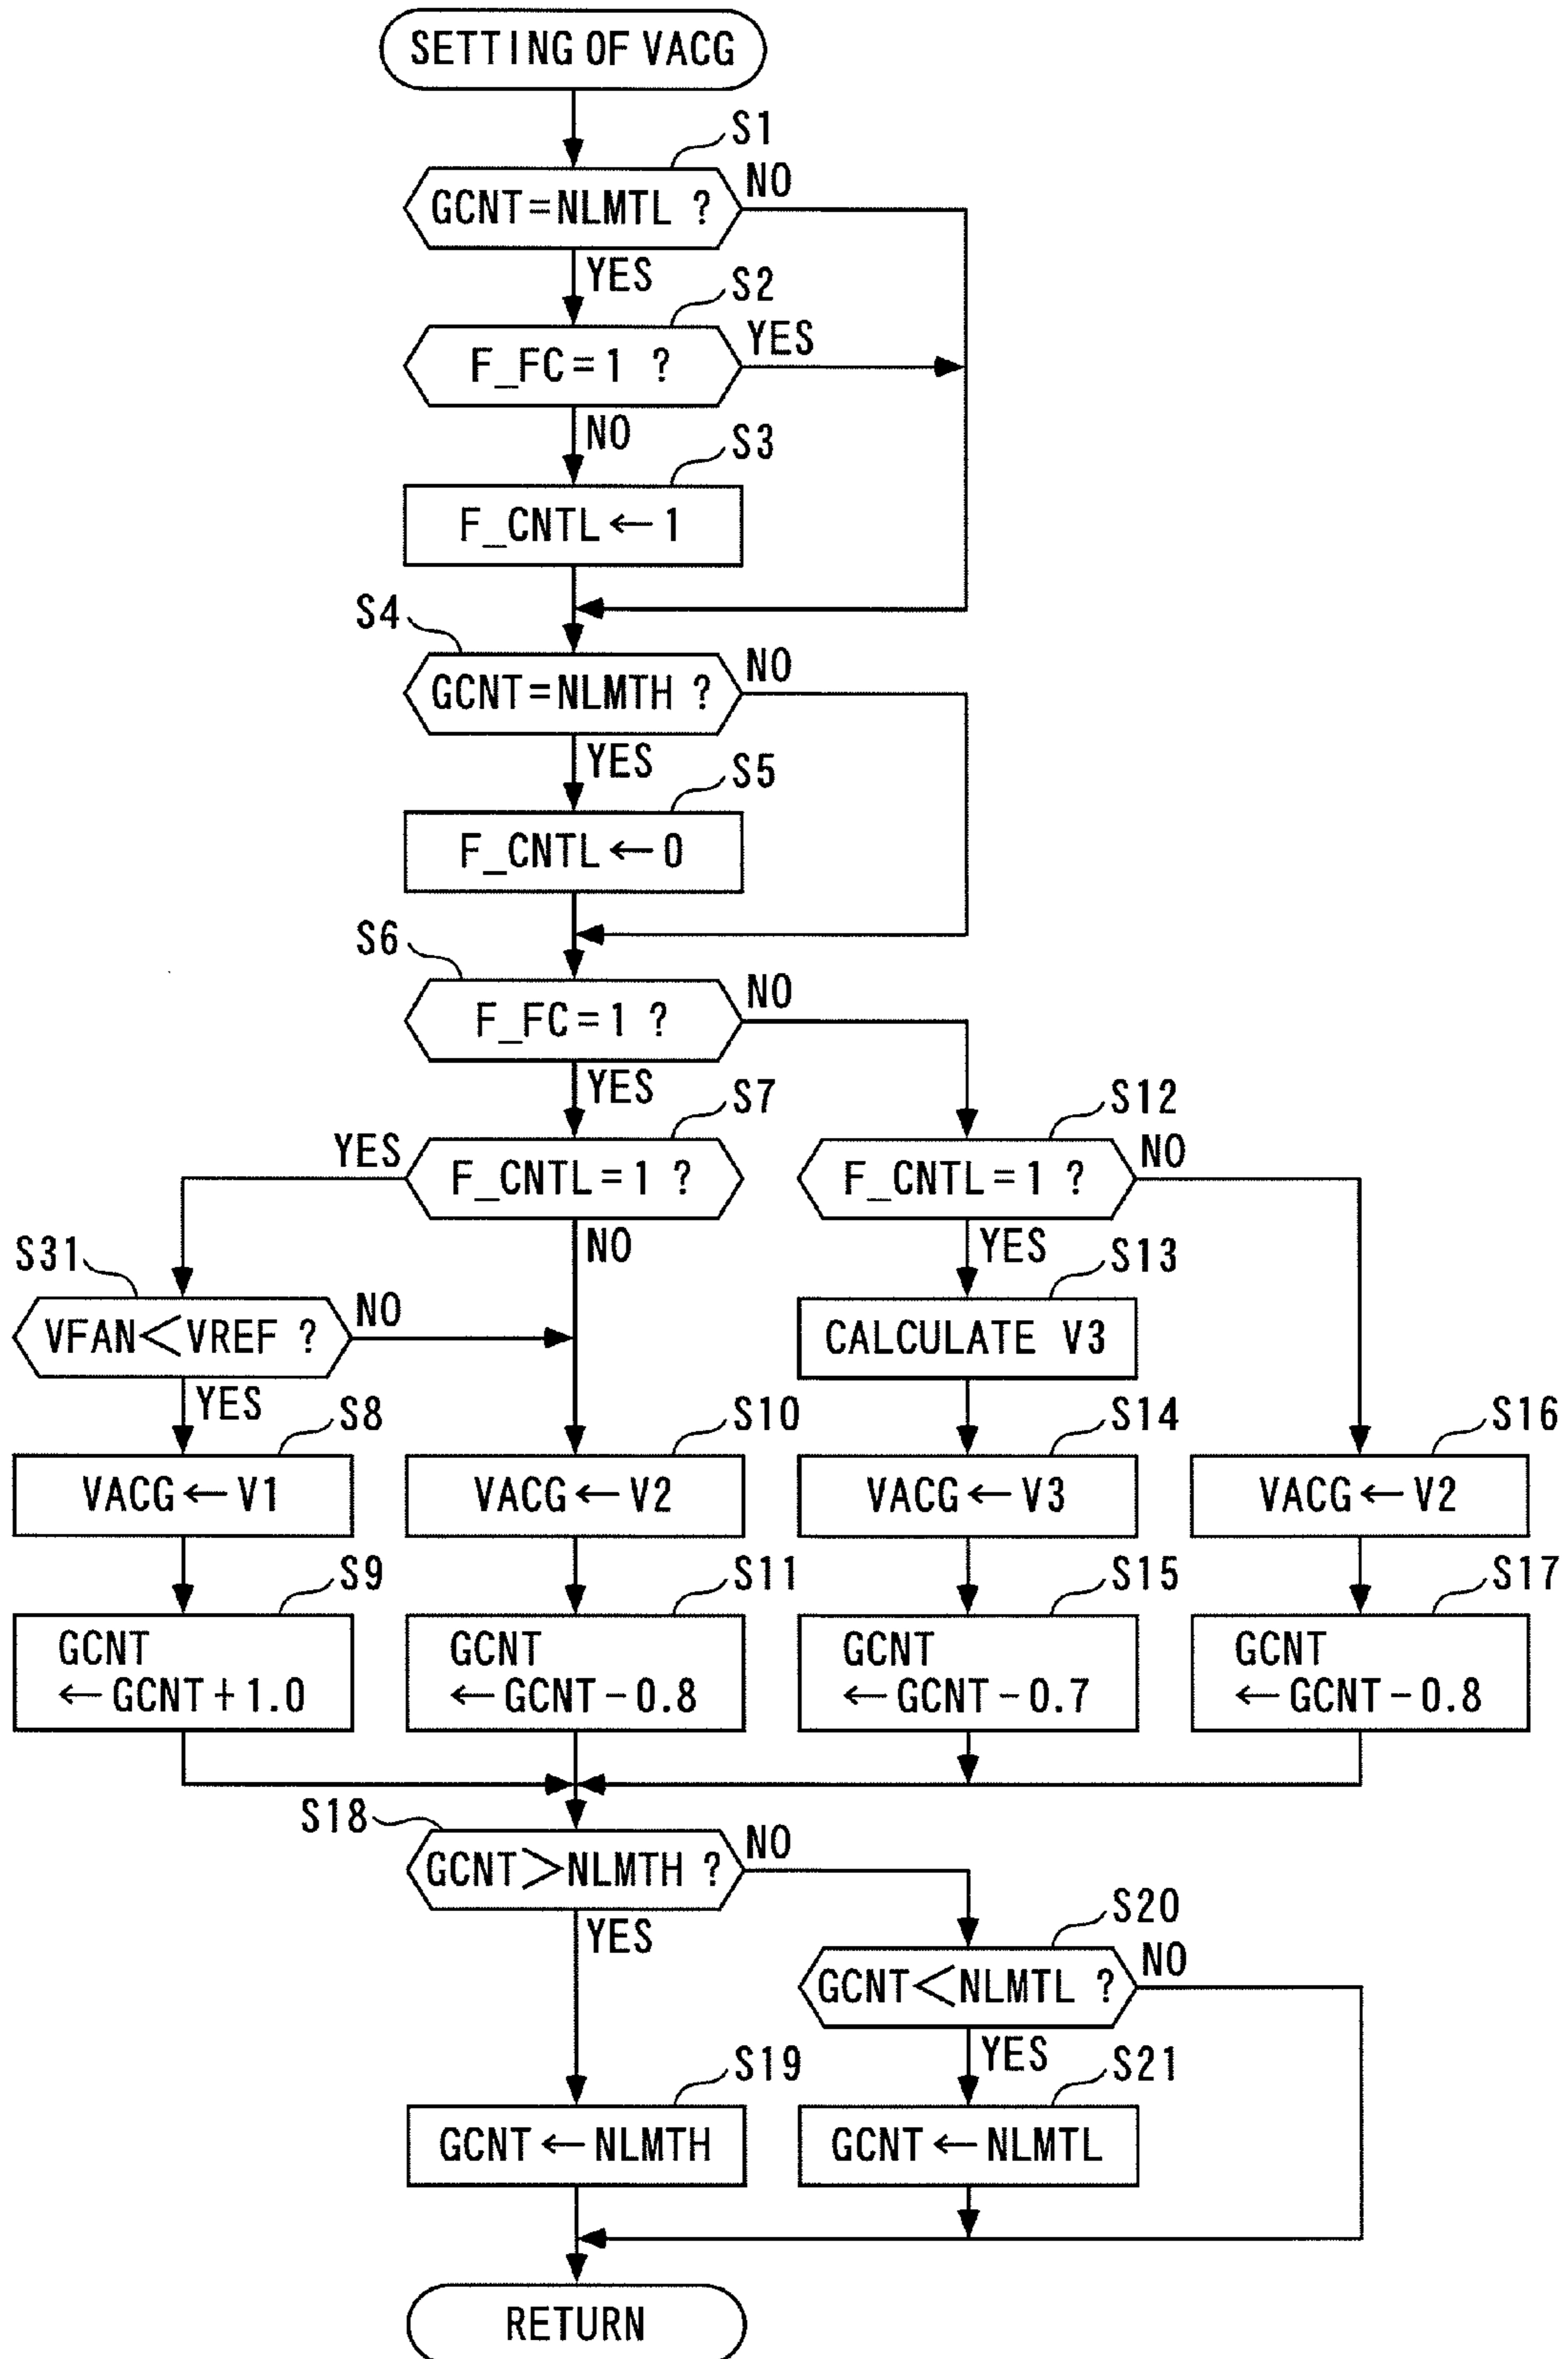 SETTING OF VACG
S1
GCNT=NLMTL ?
NO
YES
S2
F_FC=1 ?
YES
NO
S3
F_CNTL←1
S4
GCNT=NLMTH ?
NO
YES
S5
F_CNTL←0
S6
F_FC=1 ?
NO
YES
S7
F_CNTL=1 ?
YES
NO
S12
F_CNTL=1 ?
NO
YES
S31
VFAN<VREF ?
NO
YES
S13
CALCULATE V3
S8
VACG←V1
S10
VACG←V2
S14
VACG←V3
S16
VACG←V2
S9
GCNT
←GCNT+1.0
S11
GCNT
←GCNT-0.8
S15
GCNT
←GCNT-0.7
S17
GCNT
←GCNT-0.8
S18
GCNT>NLMTH ?
NO
YES
S20
GCNT<NLMTL ?
NO
YES
S19
GCNT←NLMTH
S21
GCNT←NLMTL
RETURN